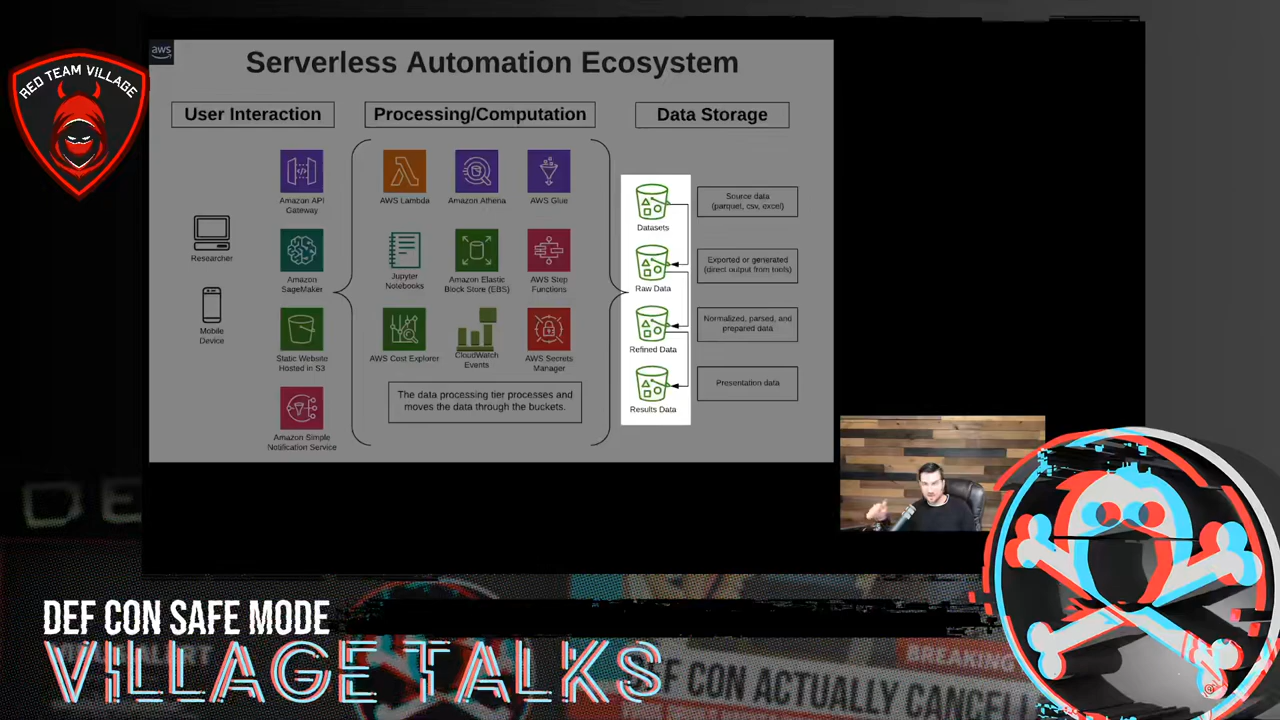 aws
Serverless Automation Ecosystem
RED TEAM VILLAGE
User Interaction
Processing/Computation
Data Storage
Amazon API
Gateway
AWS Lambda
Amazon Athena
AWS Glue
Datasets
Source data
(parquet, csv, excel)
Researcher
Amazon
SageMaker
Jupyter
Notebooks
Amazon Elastic
Block Store (EBS)
AWS Step
Functions
Raw Data
Exported or generated
(direct output from tools)
Mobile
Device
Static Website
Hosted in S3
AWS Cost Explorer
CloudWatch
Events
AWS Secrets
Manager
Refined Data
Normalized, parsed, and
prepared data
Amazon Simple
Notification Service
The data processing tier processes and
moves the data through the buckets.
Results Data
Presentation data
DEF CON SAFE MODE
VILLAGE TALKS
BREAKING
DEF CON ACTUALLY